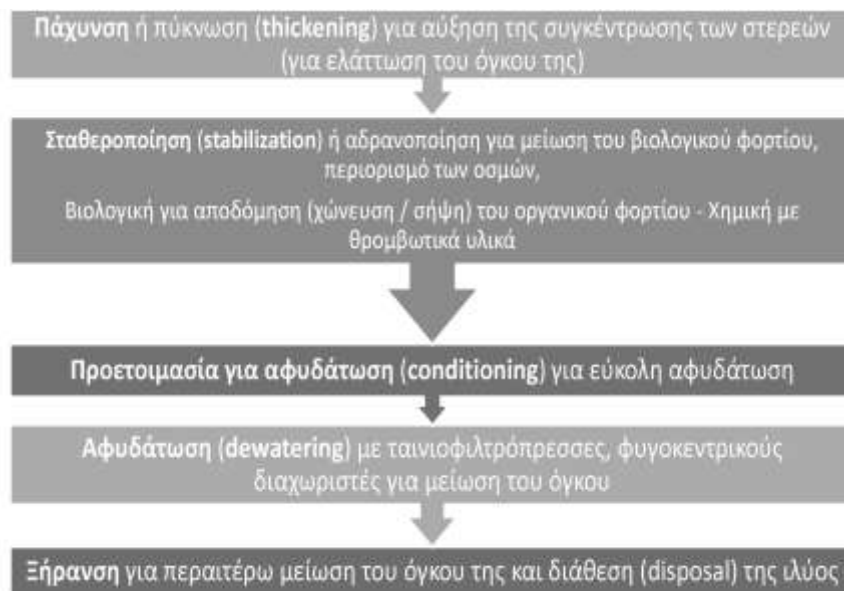 Πάχυνση ή πύκνωση (thickening) για αύξηση της συγκέντρωσης των στερεών
(για ελάττωση του όγκου της)
Σταθεροποίηση (stabilization) ή αδρανοποίηση για μείωση του βιολογικού φορτίου,
περιορισμό των οσμών,
Βιολογική για αποδόμηση (χώνευση / σήψη) του οργανικού φορτίου - Χημική με
θρομβωτικά υλικά
Προετοιμασία για αφυδάτωση (conditioning) για εύκολη αφυδάτωση
Αφυδάτωση (dewatering) με ταινιοφιλτρόπρεσσες, φυγοκεντρικούς
διαχωριστές για μείωση του όγκου
Ξήρανση για περαιτέρω μείωση του όγκου της και διάθεση (disposal) της ιλύος